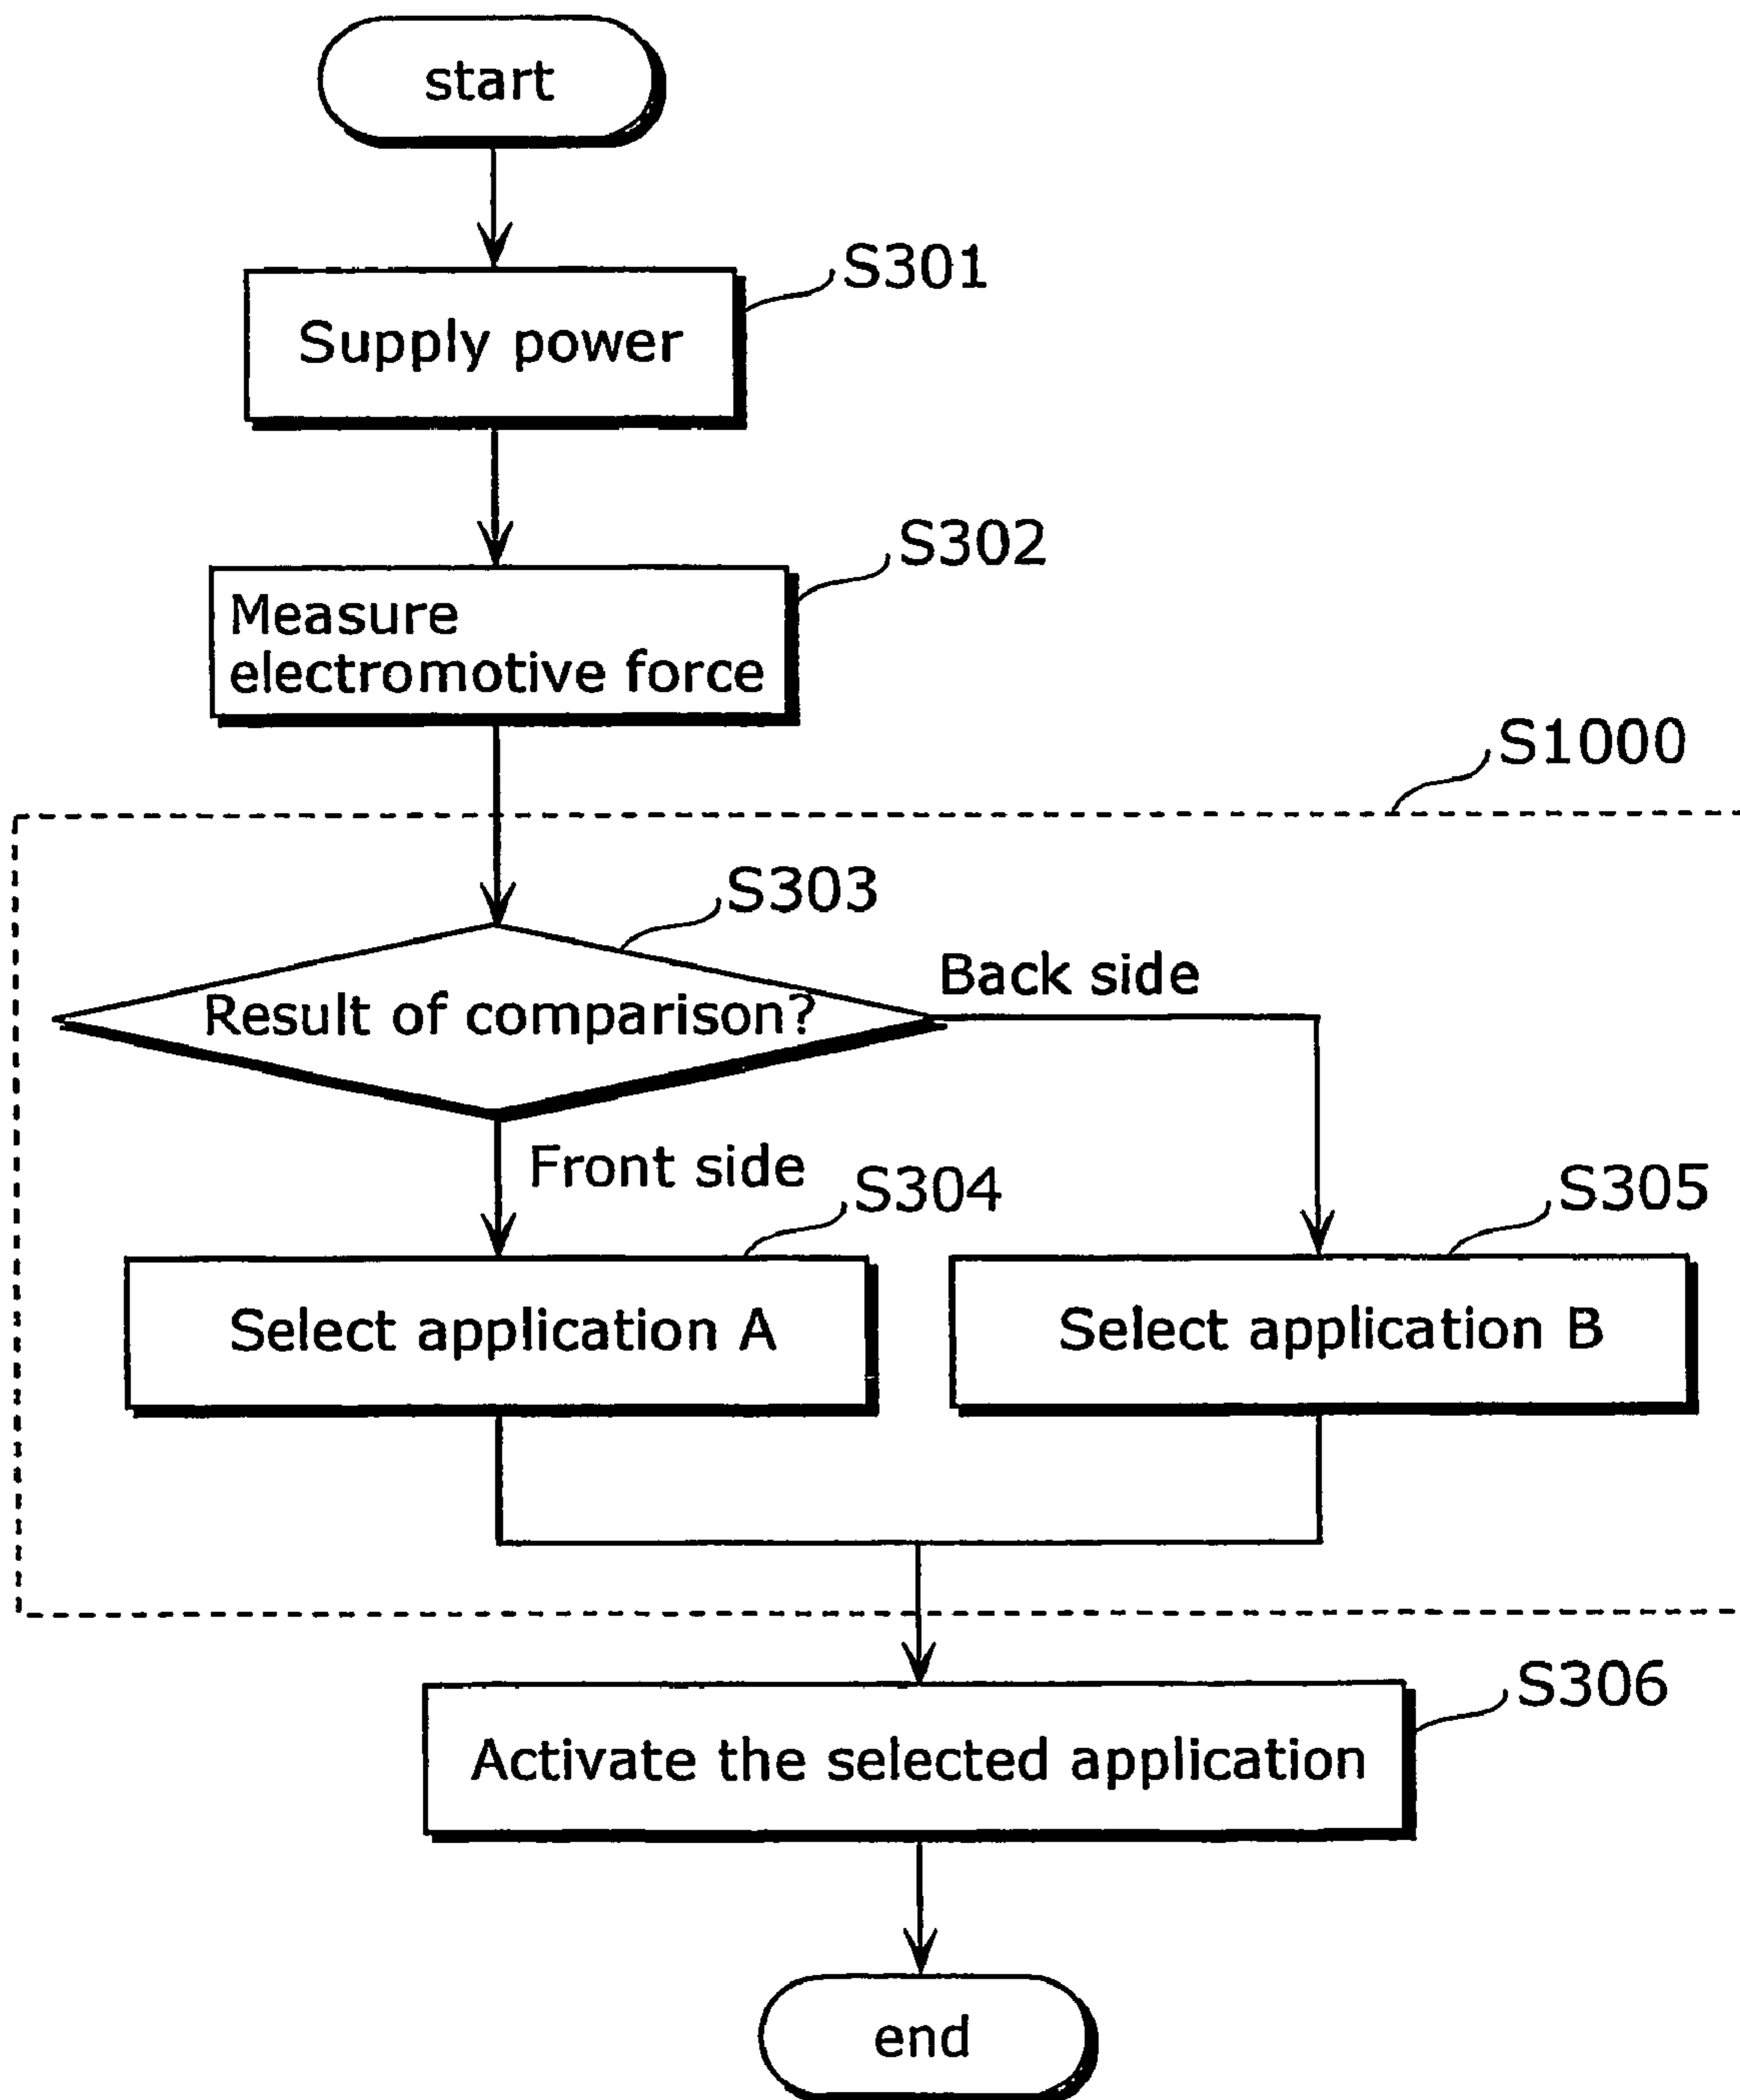 start
S301
Supply power
S302
Measure
electromotive force
S1000
S303
Result of comparison?
Back side
Front side
S304
S305
Select application A
Select application B
S306
Activate the selected application
end